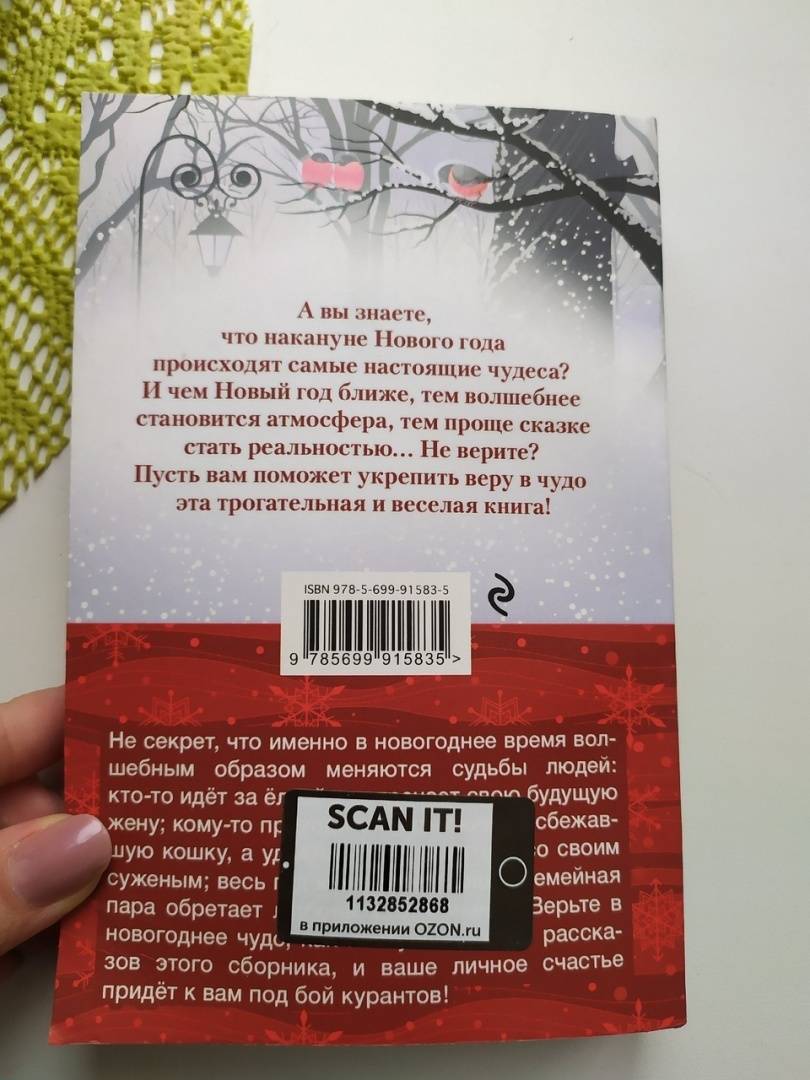 А вы знаете,
что накануне Нового года
происходят самые настоящие чудеса?
И чем Новый год ближе, тем волшебнее
становится атмосфера, тем проще сказке
стать реальностью... Не верите?
Пусть вам поможет укрепить веру в чудо
эта трогательная и веселая книга!
ISBN 978-5-699-91583-5
9 785699 915835 >
Не секрет, что именно в новогоднее время вол-
шебным образом меняются судьбы людей:
кто-то идёт за свою будущую
жену; кому-то сбежав-
шую кошку, а со своим
суженым; весь
пара обретает Верьте в
новогоднее чудо, расска-
зов этого сборника, и ваше личное счастье
придёт к вам под бой курантов!
SCAN IT!
1132852868
в приложении OZON.ru